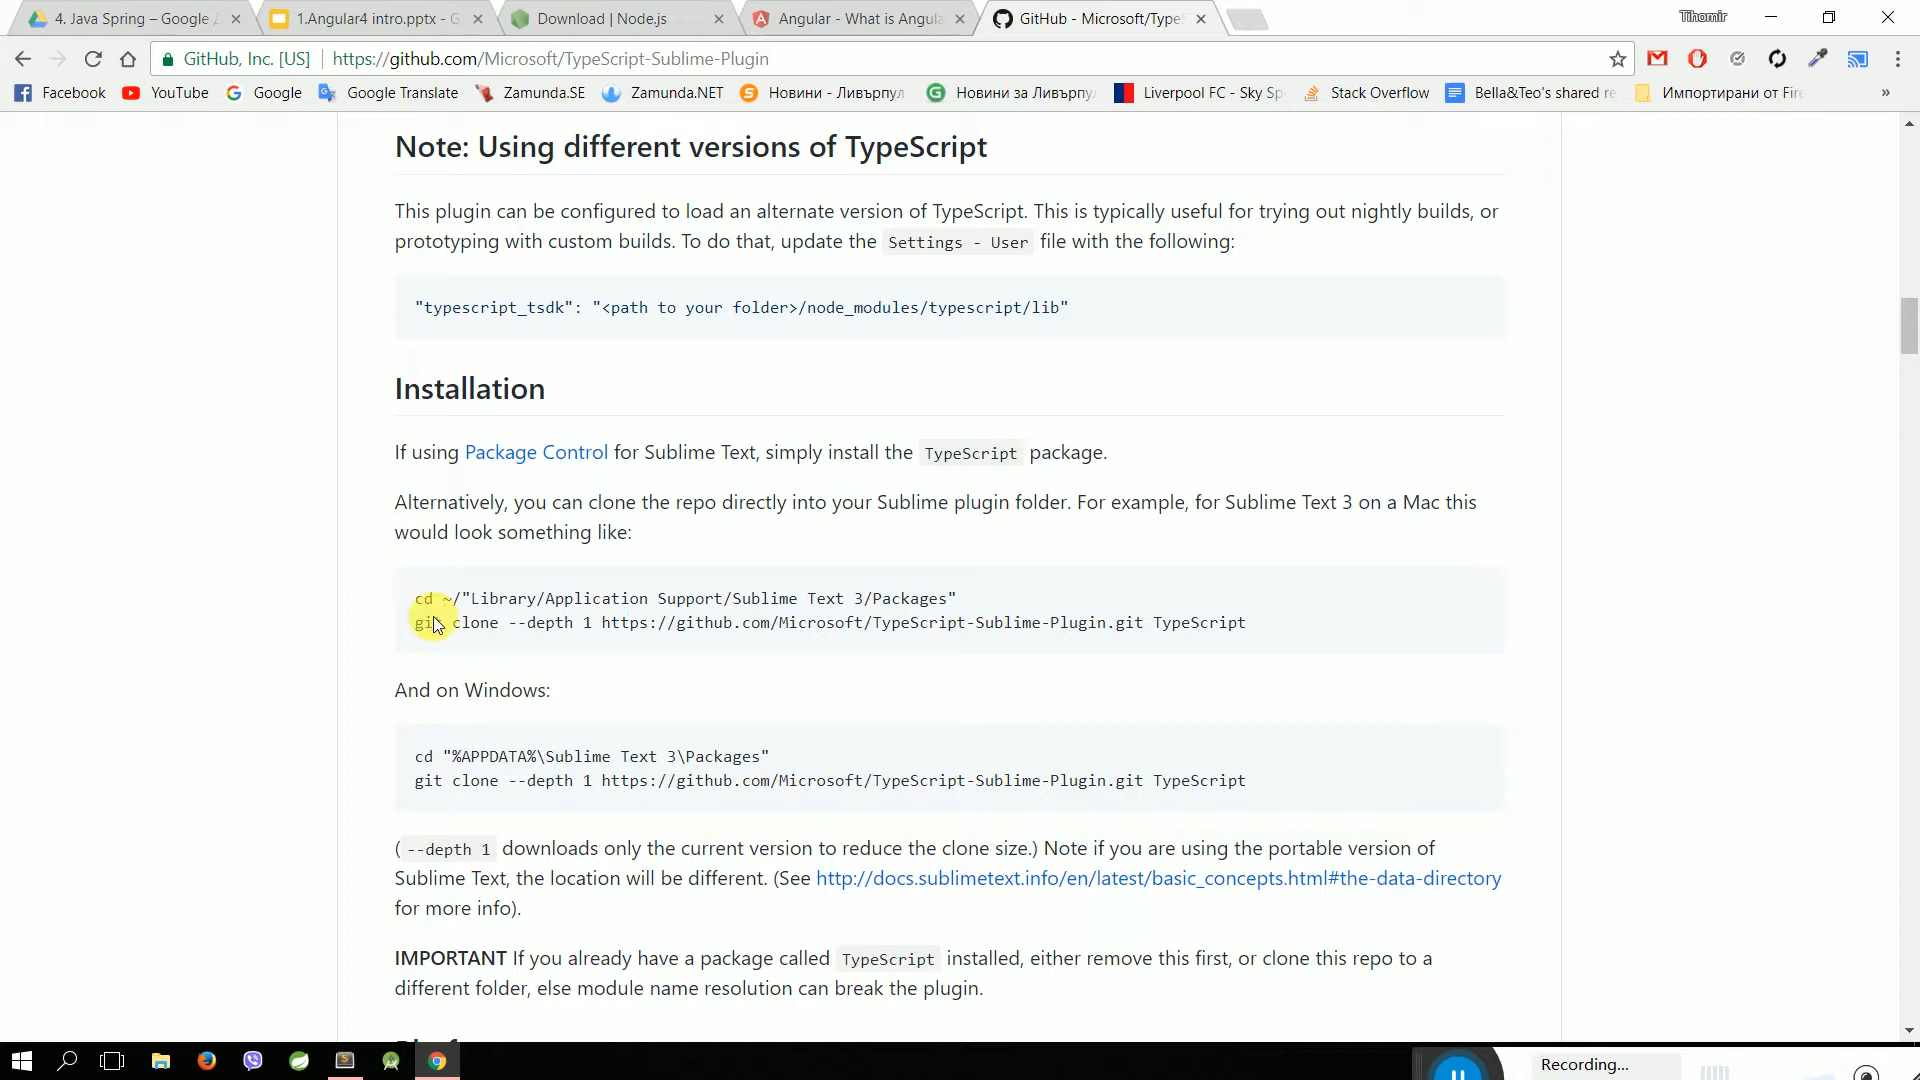 4. Java Spring – Google
1.Angular4 intro.pptx - G
Download | Node.js
Angular - What is Angula
GitHub - Microsoft/Type
Tihomir
GitHub, Inc. [US] https://github.com/Microsoft/TypeScript-Sublime-Plugin
Facebook YouTube Google Google Translate Zamunda.SE Zamunda.NET Новини - Ливърпул Новини за Ливърпу Liverpool FC - Sky Sp Stack Overflow Bella&Teo's shared re Импортирани от Fire »
Note: Using different versions of TypeScript
This plugin can be configured to load an alternate version of TypeScript. This is typically useful for trying out nightly builds, or
prototyping with custom builds. To do that, update the Settings - User file with the following:
"typescript_tsdk": "<path to your folder>/node_modules/typescript/lib"
Installation
If using Package Control for Sublime Text, simply install the TypeScript package.
Alternatively, you can clone the repo directly into your Sublime plugin folder. For example, for Sublime Text 3 on a Mac this
would look something like:
cd ~/"Library/Application Support/Sublime Text 3/Packages"
git clone --depth 1 https://github.com/Microsoft/TypeScript-Sublime-Plugin.git TypeScript
And on Windows:
cd "%APPDATA%\Sublime Text 3\Packages"
git clone --depth 1 https://github.com/Microsoft/TypeScript-Sublime-Plugin.git TypeScript
( --depth 1 downloads only the current version to reduce the clone size.) Note if you are using the portable version of
Sublime Text, the location will be different. (See http://docs.sublimetext.info/en/latest/basic_concepts.html#the-data-directory
for more info).
IMPORTANT If you already have a package called TypeScript installed, either remove this first, or clone this repo to a
different folder, else module name resolution can break the plugin.
Recording...